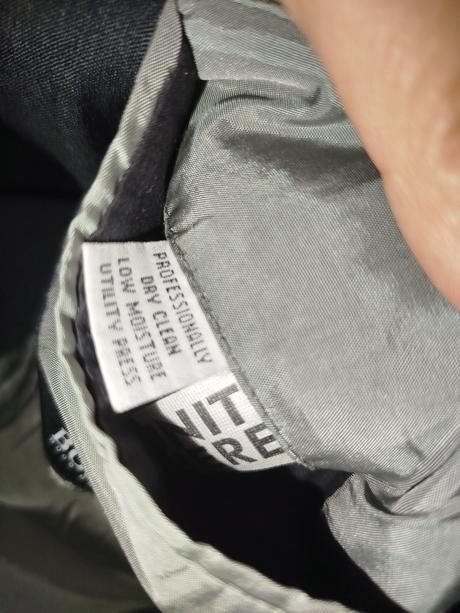 PROFESSIONALLY
DRY CLEAN
LOW MOISTURE
UTILITY PRESS